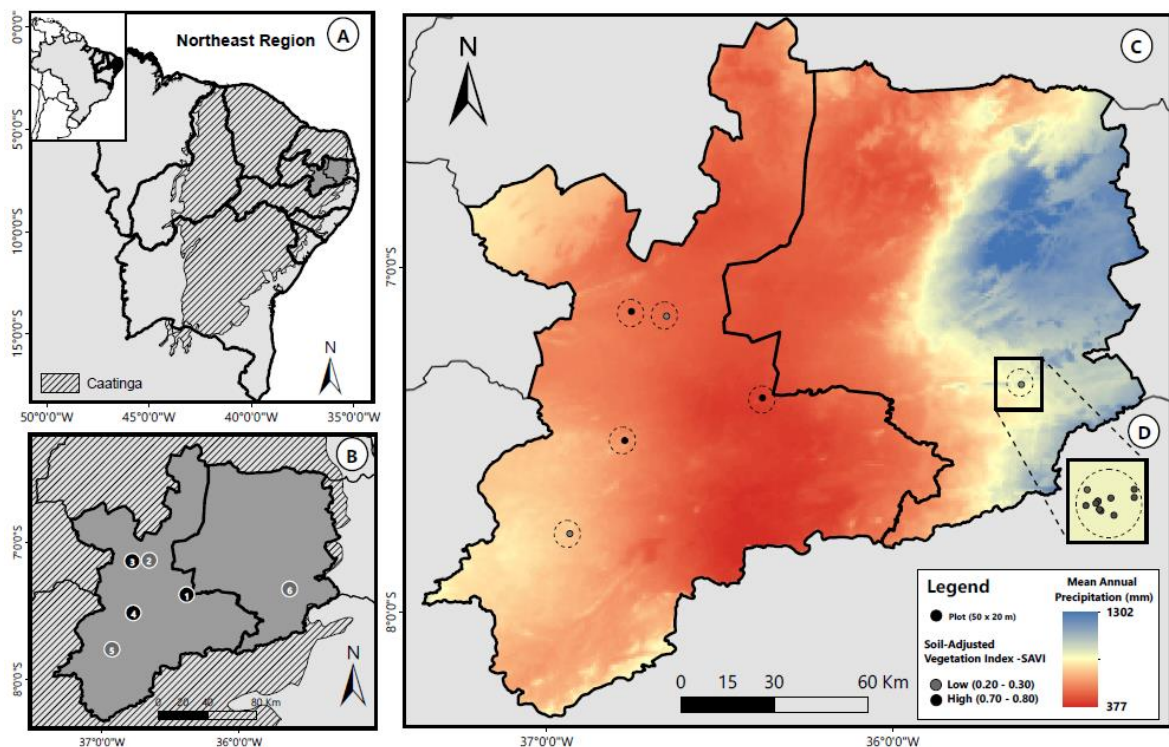 Northeast Region
A
N
Caatinga
0°0'0"
5°0'0"S
10°0'0"S
15°0'0"S
50°0'0"W
45°0'0"W
40°0'0"W
35°0'0"W
B
7°0'0"S
8°0'0"S
3
2
1
4
6
5
N
0 20 40 80 Km
37°0'0"W
36°0'0"W
C
N
7°0'0"S
8°0'0"S
D
0 15 30 60 Km
37°0'0"W
36°0'0"W
Legend
Plot (50 x 20 m)
Soil-Adjusted
Vegetation Index -SAVI
Low (0.20 - 0.30)
High (0.70 - 0.80)
Mean Annual
Precipitation (mm)
1302
377